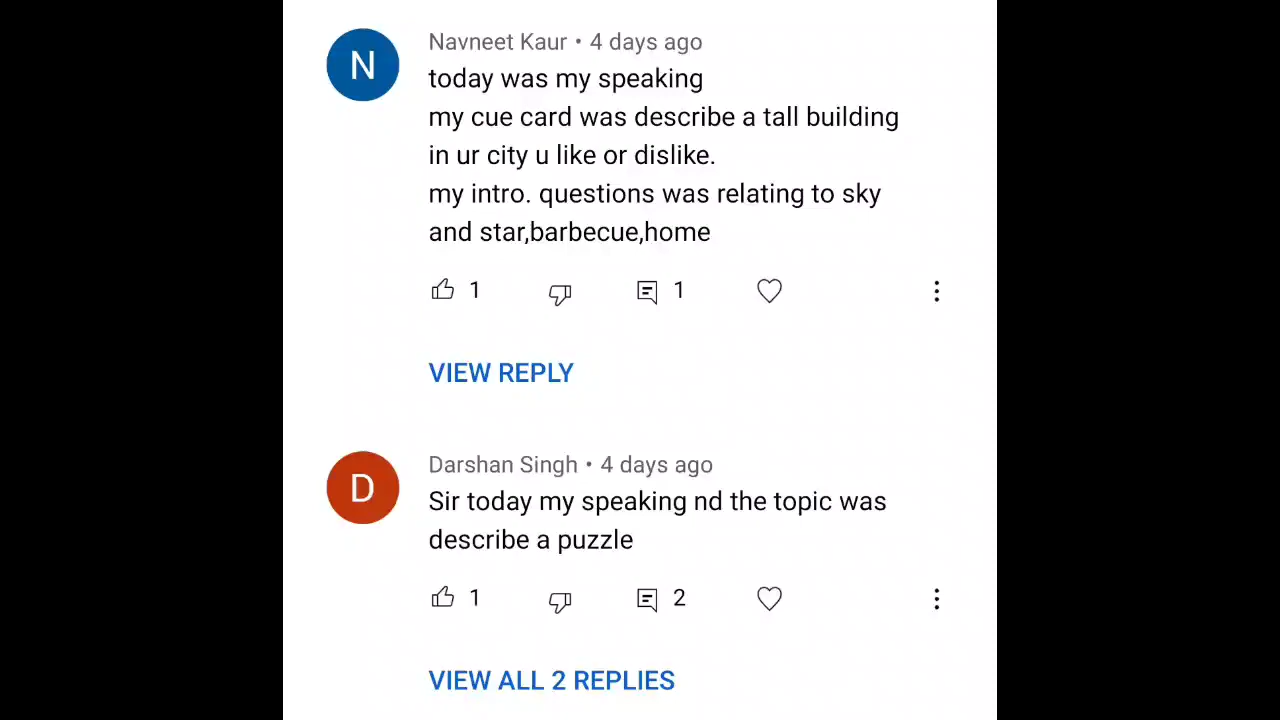 N
Navneet Kaur • 4 days ago
today was my speaking
my cue card was describe a tall building
in ur city u like or dislike.
my intro. questions was relating to sky
and star,barbecue,home
1 1
VIEW REPLY
D
Darshan Singh • 4 days ago
Sir today my speaking nd the topic was
describe a puzzle
1 2
VIEW ALL 2 REPLIES